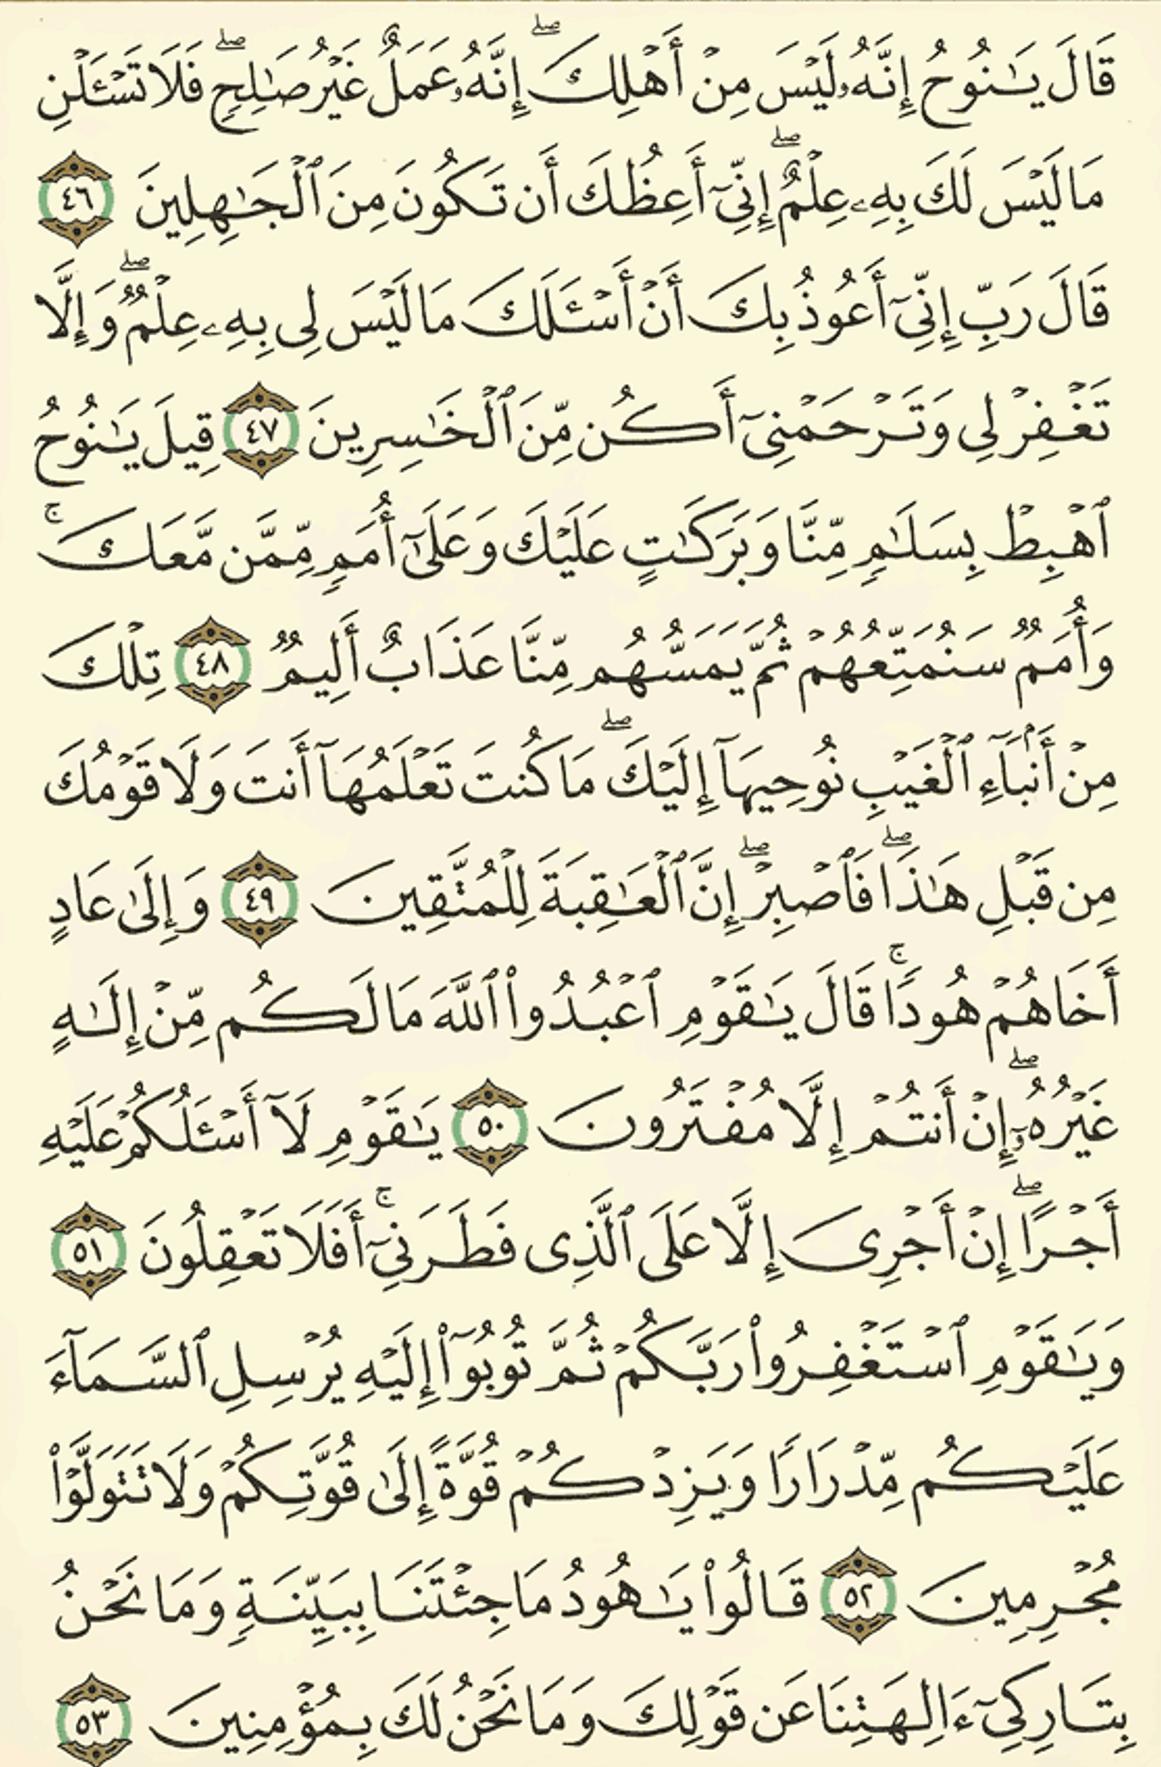 قَالَ يَـٰنُوحُ إِنَّهُۥ لَيْسَ مِنْ أَهْلِكَ ۖ إِنَّهُۥ عَمَلٌ غَيْرُ صَـٰلِحٍ ۖ فَلَا تَسْـَٔلْنِ
مَا لَيْسَ لَكَ بِهِۦ عِلْمٌ ۖ إِنِّىٓ أَعِظُكَ أَن تَكُونَ مِنَ ٱلْجَـٰهِلِينَ ٤٦
قَالَ رَبِّ إِنِّىٓ أَعُوذُ بِكَ أَنْ أَسْـَٔلَكَ مَا لَيْسَ لِى بِهِۦ عِلْمٌ ۖ وَإِلَّا
تَغْفِرْ لِى وَتَرْحَمْنِىٓ أَكُن مِّنَ ٱلْخَـٰسِرِينَ ٤٧ قِيلَ يَـٰنُوحُ
ٱهْبِطْ بِسَلَـٰمٍ مِّنَّا وَبَرَكَـٰتٍ عَلَيْكَ وَعَلَىٰٓ أُمَمٍ مِّمَّن مَّعَكَ ۚ
وَأُمَمٌ سَنُمَتِّعُهُمْ ثُمَّ يَمَسُّهُم مِّنَّا عَذَابٌ أَلِيمٌ ٤٨ تِلْكَ
مِنْ أَنۢبَآءِ ٱلْغَيْبِ نُوحِيهَآ إِلَيْكَ ۖ مَا كُنتَ تَعْلَمُهَآ أَنتَ وَلَا قَوْمُكَ
مِن قَبْلِ هَـٰذَا ۖ فَٱصْبِرْ ۖ إِنَّ ٱلْعَـٰقِبَةَ لِلْمُتَّقِينَ ٤٩ وَإِلَىٰ عَادٍ
أَخَاهُمْ هُودًا ۚ قَالَ يَـٰقَوْمِ ٱعْبُدُوا۟ ٱللَّهَ مَا لَكُم مِّنْ إِلَـٰهٍ
غَيْرُهُۥٓ ۖ إِنْ أَنتُمْ إِلَّا مُفْتَرُونَ ٥٠ يَـٰقَوْمِ لَآ أَسْـَٔلُكُمْ عَلَيْهِ
أَجْرًا ۖ إِنْ أَجْرِىَ إِلَّا عَلَى ٱلَّذِى فَطَرَنِىٓ ۚ أَفَلَا تَعْقِلُونَ ٥١
وَيَـٰقَوْمِ ٱسْتَغْفِرُوا۟ رَبَّكُمْ ثُمَّ تُوبُوٓا۟ إِلَيْهِ يُرْسِلِ ٱلسَّمَآءَ
عَلَيْكُم مِّدْرَارًا وَيَزِدْكُمْ قُوَّةً إِلَىٰ قُوَّتِكُمْ وَلَا تَتَوَلَّوْا۟
مُجْرِمِينَ ٥٢ قَالُوا۟ يَـٰهُودُ مَا جِئْتَنَا بِبَيِّنَةٍ وَمَا نَحْنُ
بِتَارِكِىٓ ءَالِهَتِنَا عَن قَوْلِكَ وَمَا نَحْنُ لَكَ بِمُؤْمِنِينَ ٥٣